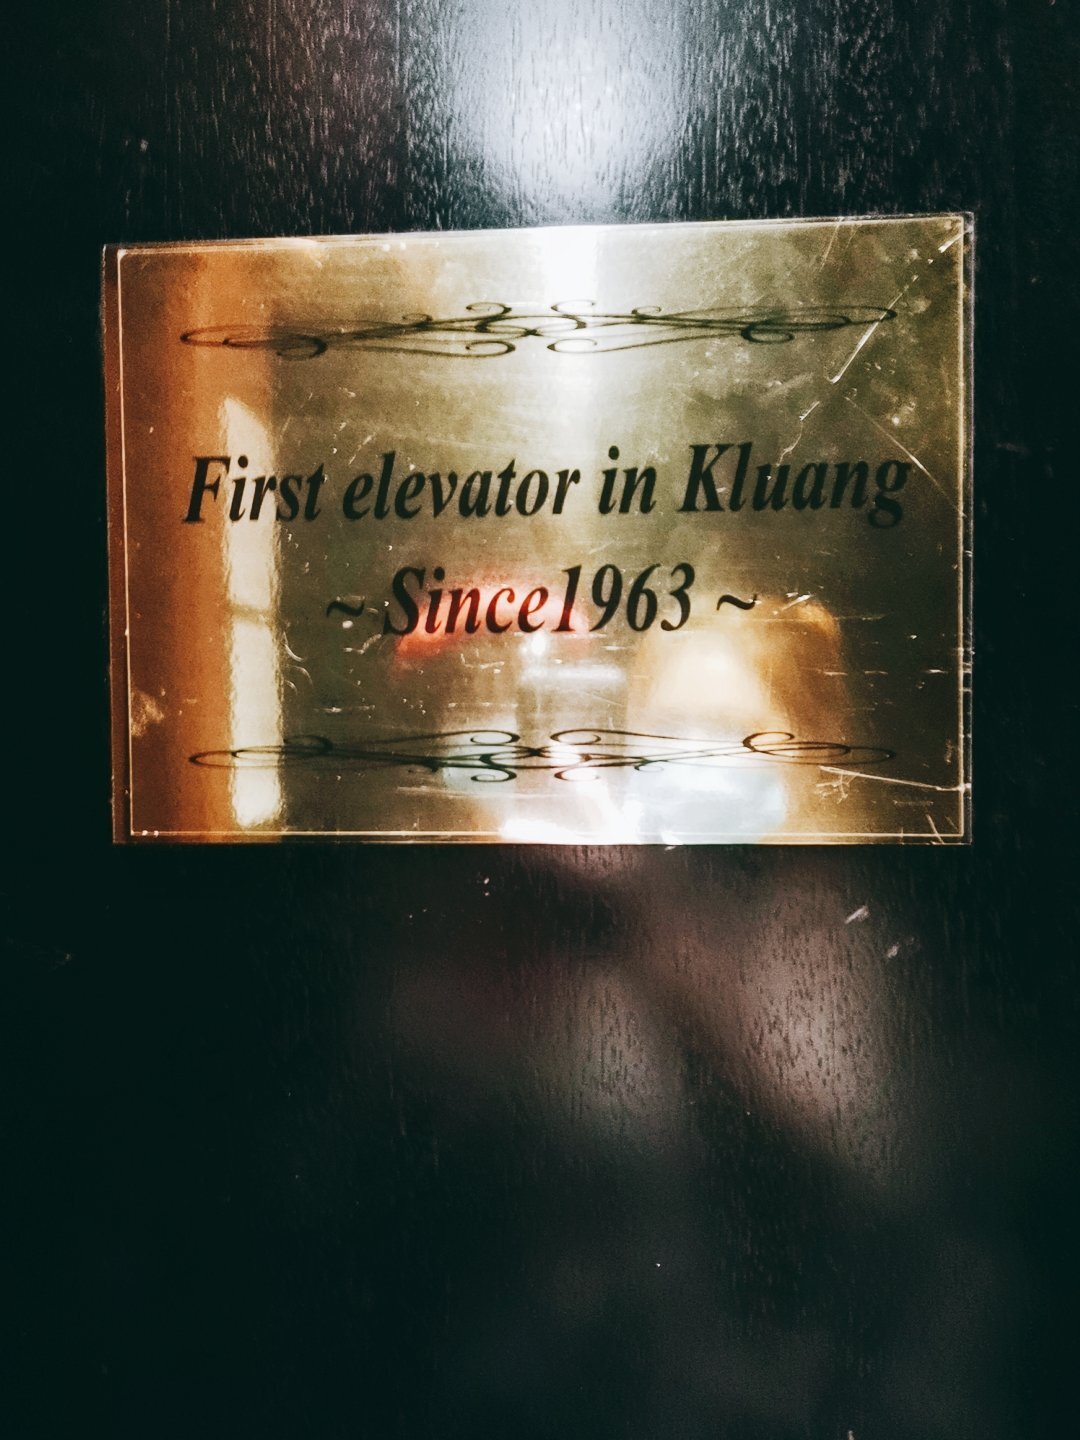 First elevator in Kluang
~ Since1963 ~